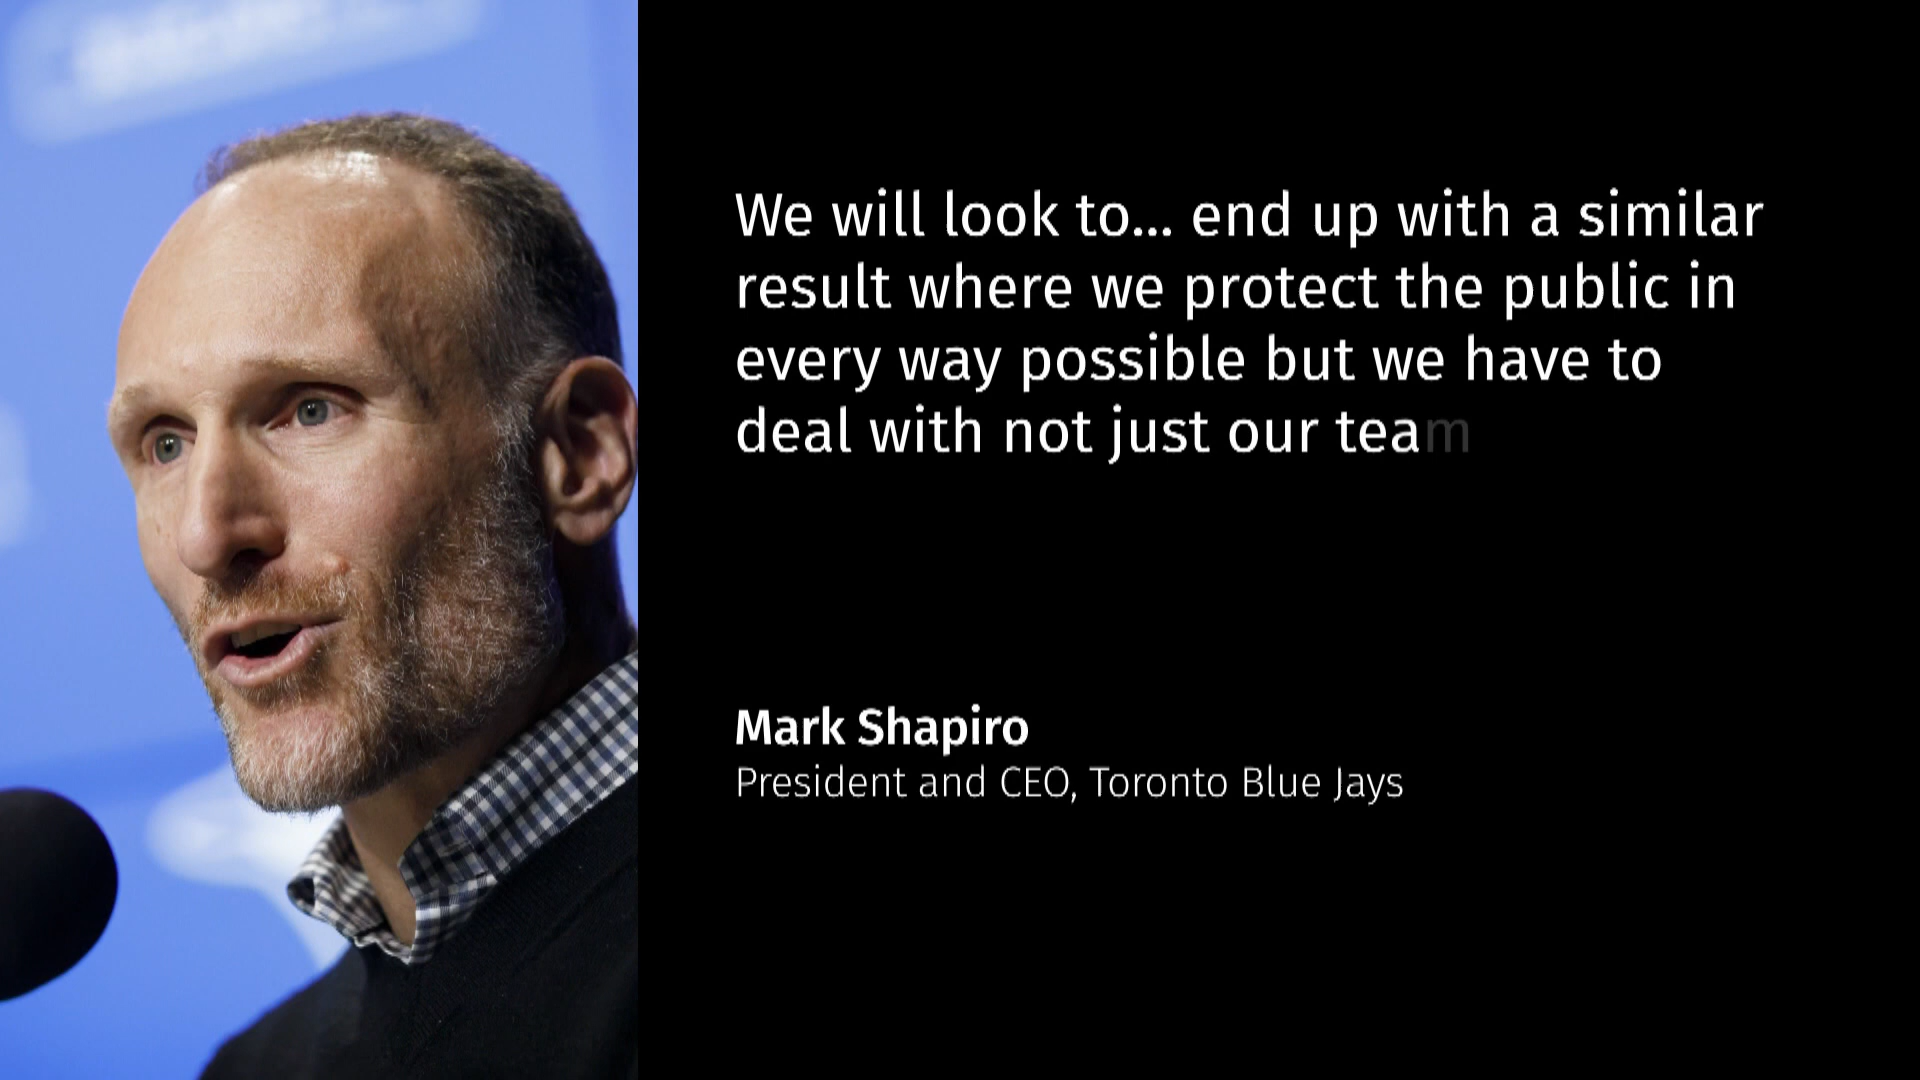 We will look to... end up with a similar
result where we protect the public in
every way possible but we have to
deal with not just our team
Mark Shapiro
President and CEO, Toronto Blue Jays